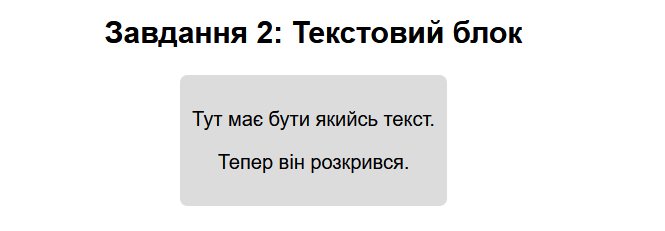 Завдання 2: Текстовий блок
Тут має бути якийсь текст.
Тепер він розкрився.